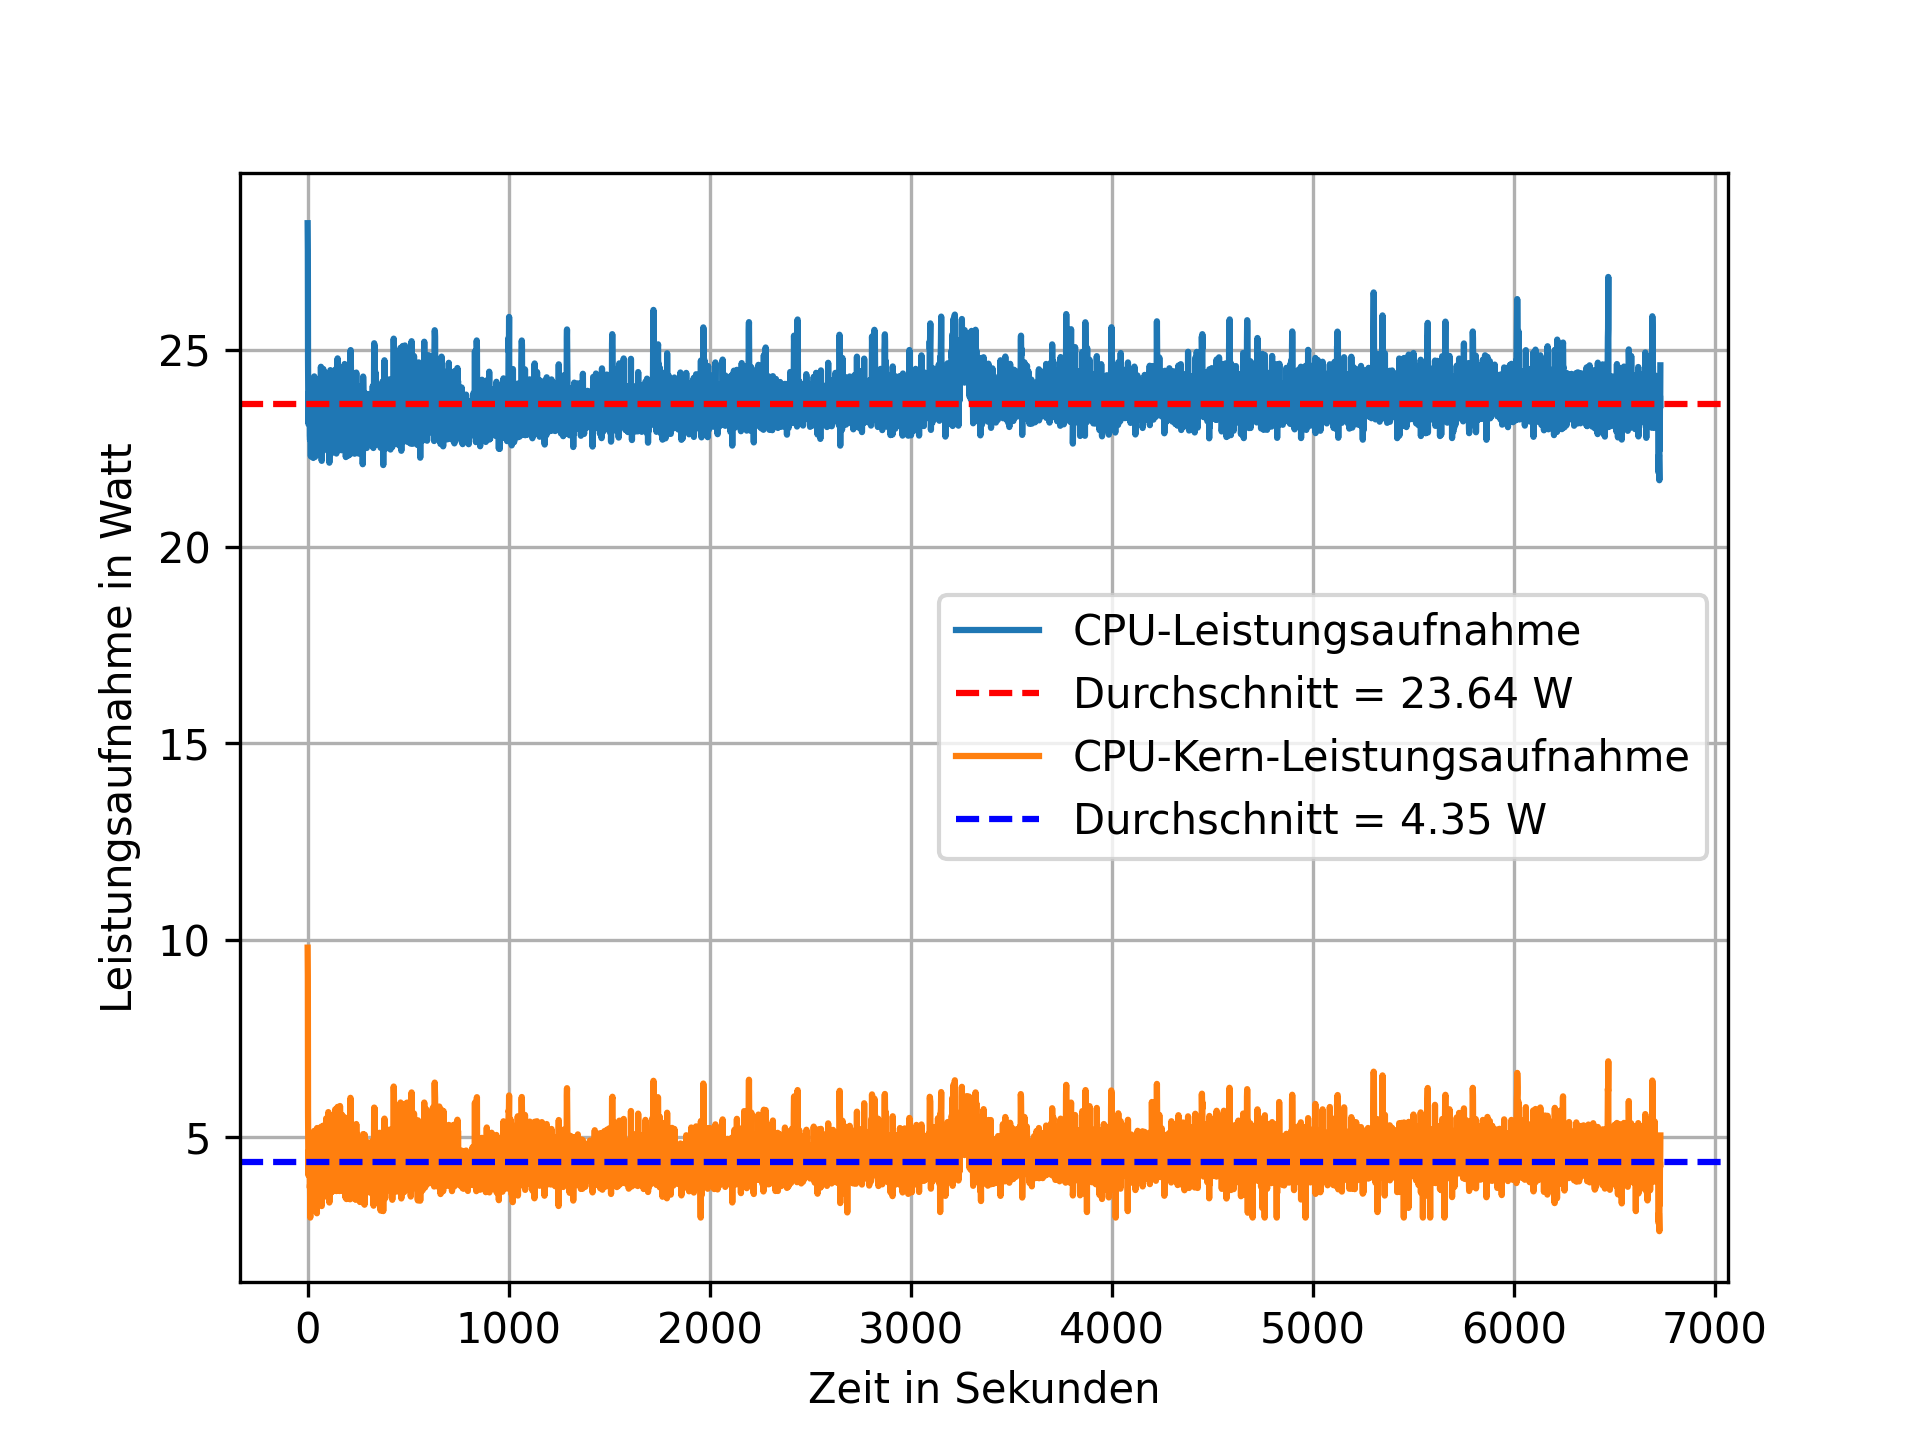 Leistungsaufnahme in Watt
25
20
15
10
5
CPU-Leistungsaufnahme
Durchschnitt = 23.64 W
CPU-Kern-Leistungsaufnahme
Durchschnitt = 4.35 W
0 1000 2000 3000 4000 5000 6000 7000
Zeit in Sekunden